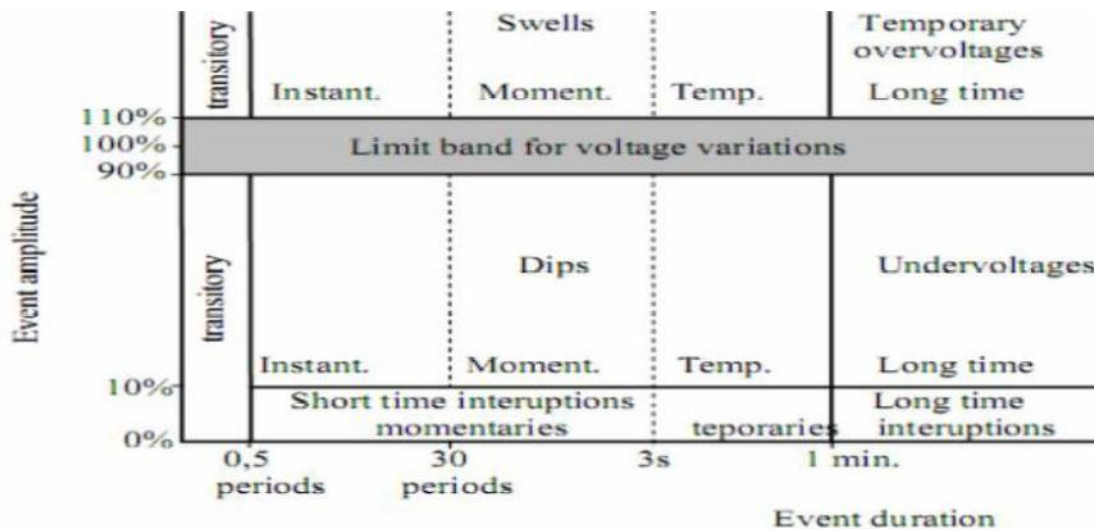 Swells
Temporary
overvoltages
transitory
Instant.
Moment.
Temp.
Long time
110%
100%
90%
Limit band for voltage variations
Event amplitude
transitory
Dips
Undervoltages
Instant.
Moment.
Temp.
Long time
10%
0%
Short time interuptions
momentaries
teporaries
Long time
interuptions
0,5
periods
30
periods
3s
1 min.
Event duration